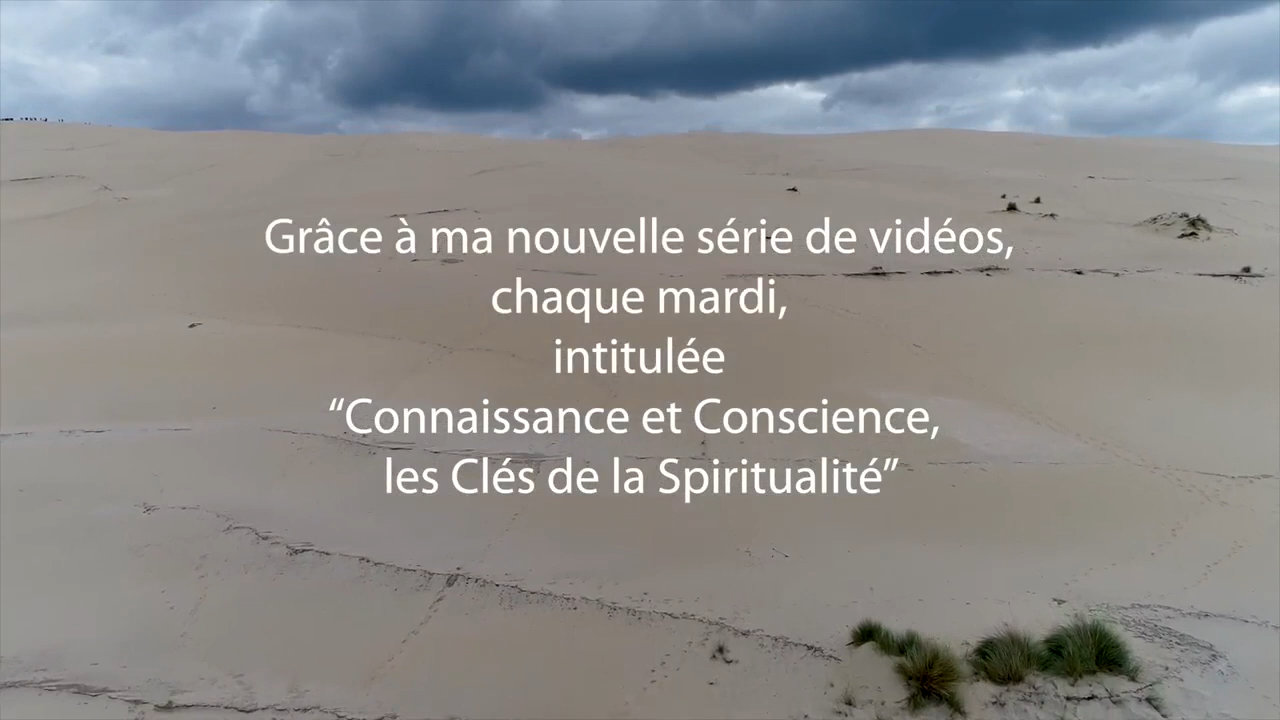 Grâce à ma nouvelle série de vidéos,
chaque mardi,
intitulée
“Connaissance et Conscience,
les Clés de la Spiritualité”